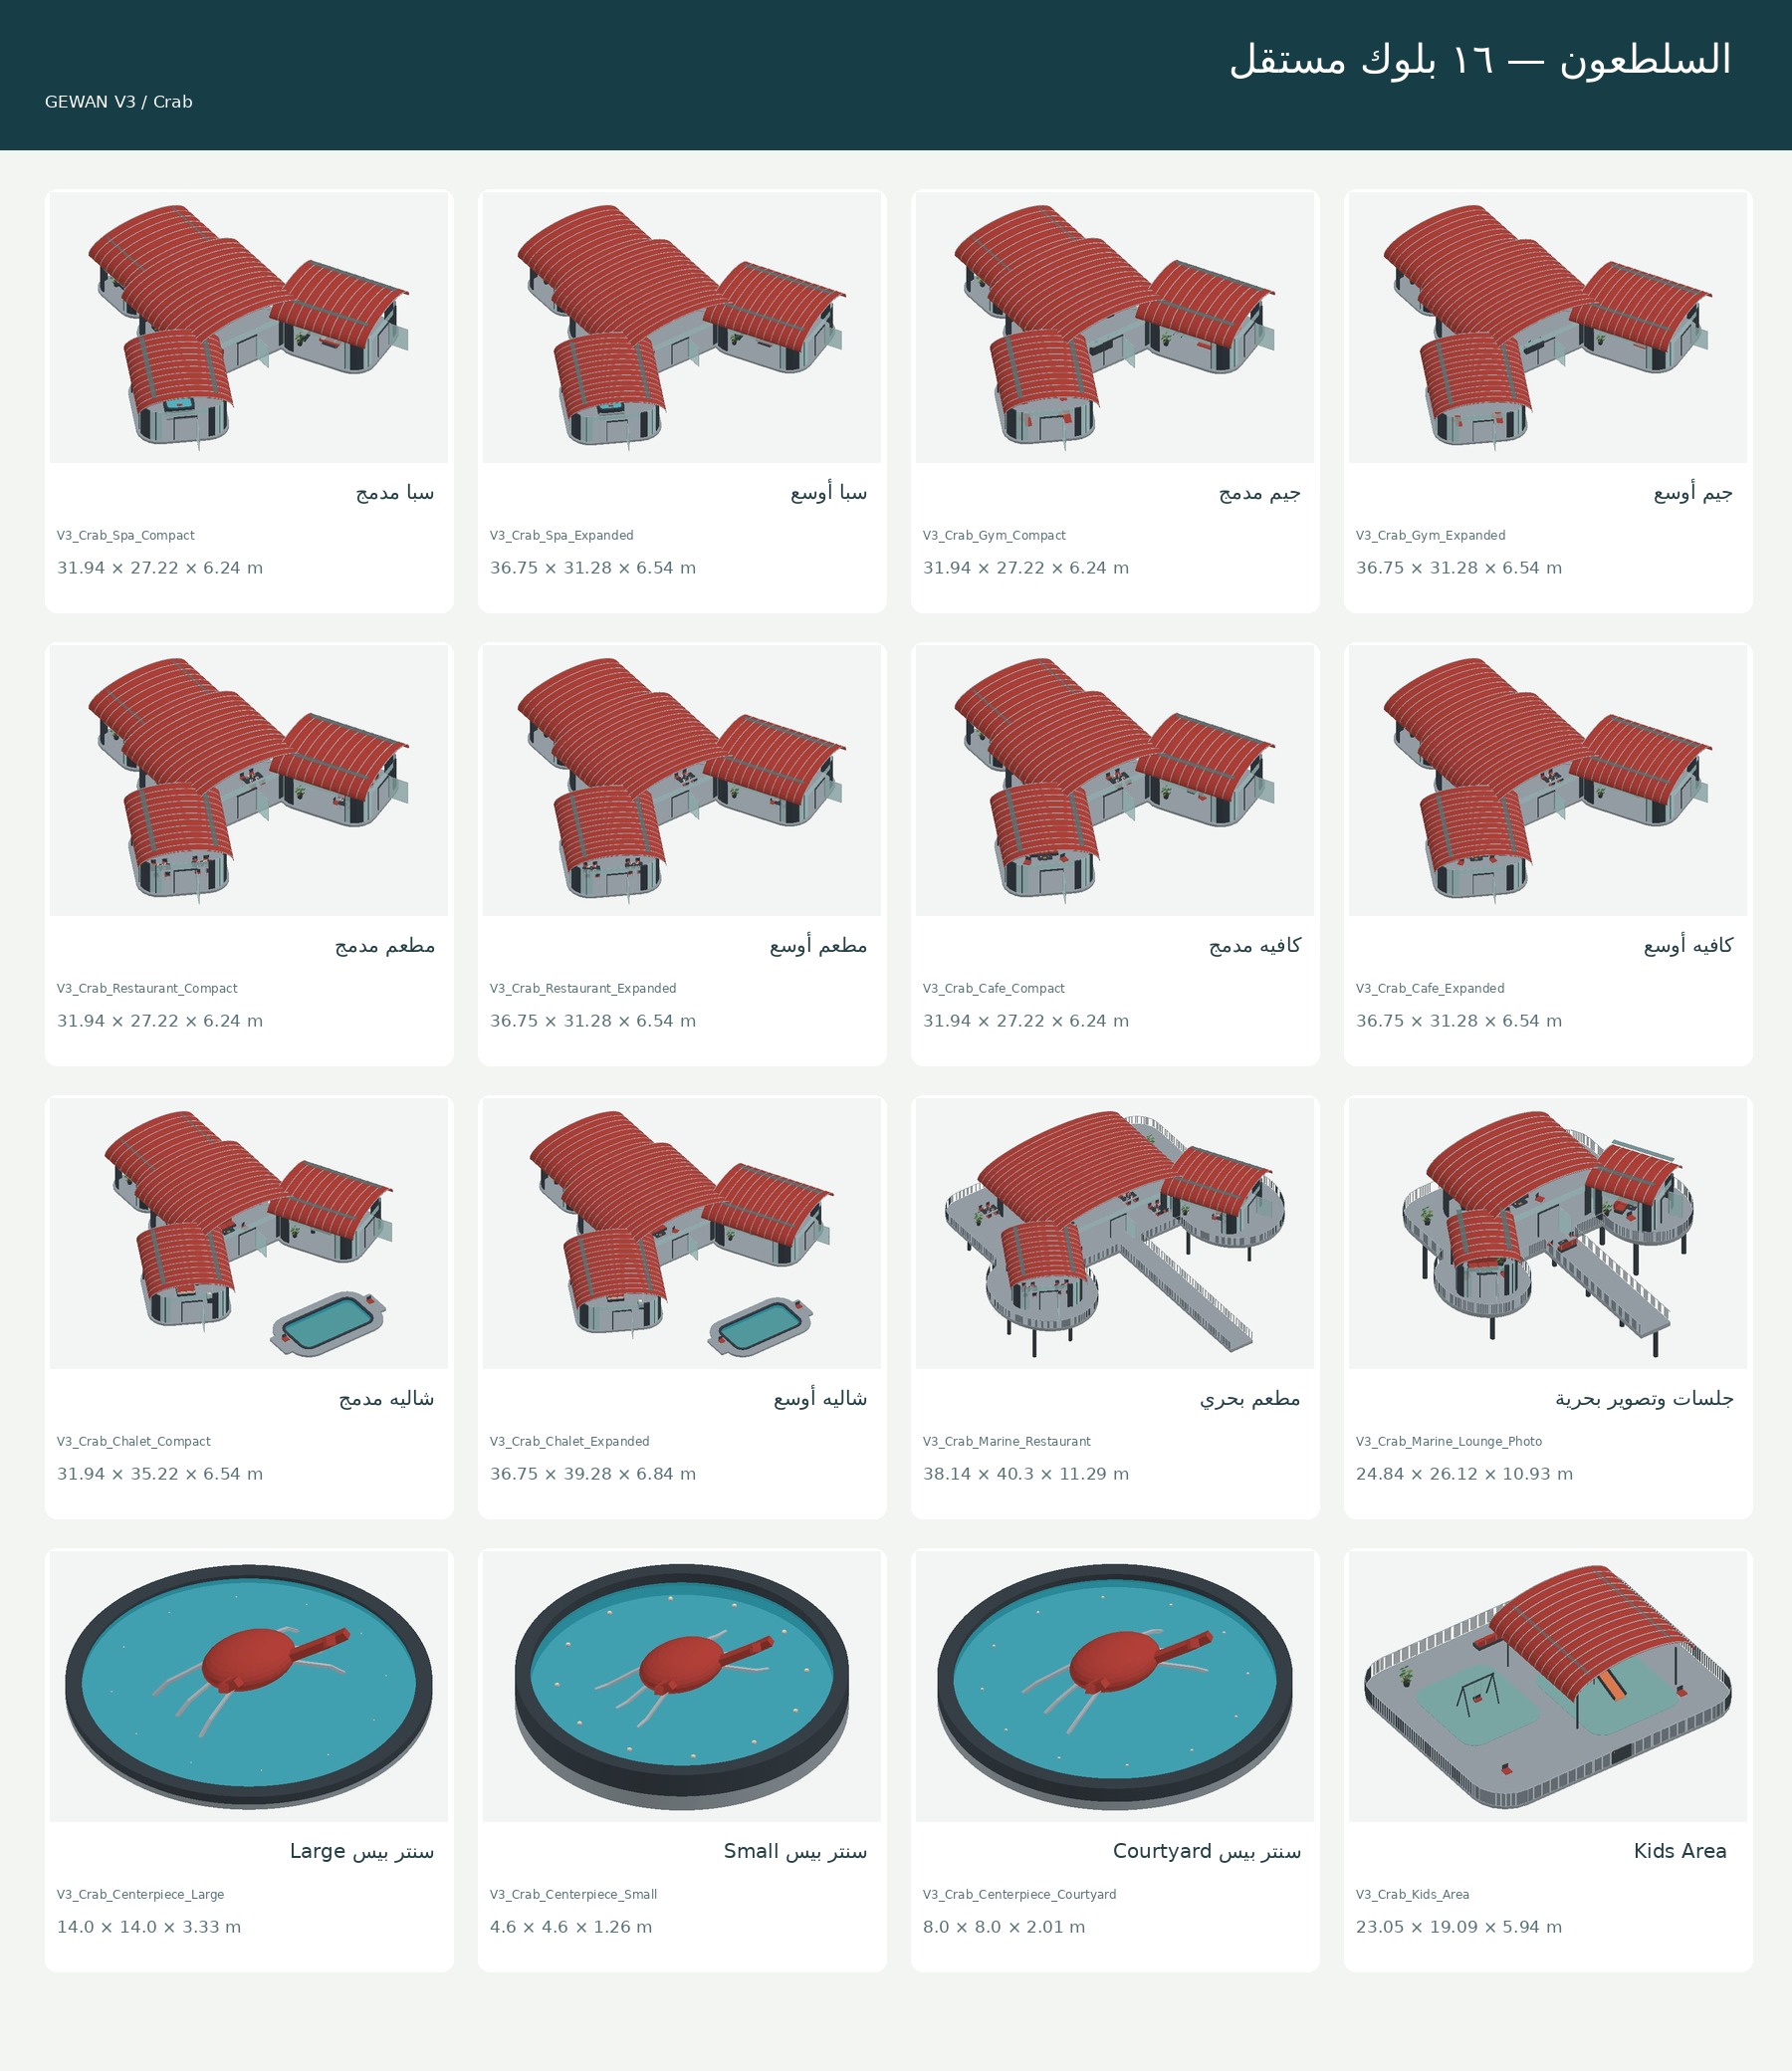 السلطعون — ١٦ بلوك مستقل
GEWAN V3 / Crab
سبا مدمج
V3_Crab_Spa_Compact
31.94 × 27.22 × 6.24 m
سبا أوسع
V3_Crab_Spa_Expanded
36.75 × 31.28 × 6.54 m
جيم مدمج
V3_Crab_Gym_Compact
31.94 × 27.22 × 6.24 m
جيم أوسع
V3_Crab_Gym_Expanded
36.75 × 31.28 × 6.54 m
مطعم مدمج
V3_Crab_Restaurant_Compact
31.94 × 27.22 × 6.24 m
مطعم أوسع
V3_Crab_Restaurant_Expanded
36.75 × 31.28 × 6.54 m
كافيه مدمج
V3_Crab_Cafe_Compact
31.94 × 27.22 × 6.24 m
كافيه أوسع
V3_Crab_Cafe_Expanded
36.75 × 31.28 × 6.54 m
شاليه مدمج
V3_Crab_Chalet_Compact
31.94 × 35.22 × 6.54 m
شاليه أوسع
V3_Crab_Chalet_Expanded
36.75 × 39.28 × 6.84 m
مطعم بحري
V3_Crab_Marine_Restaurant
38.14 × 40.3 × 11.29 m
جلسات وتصوير بحرية
V3_Crab_Marine_Lounge_Photo
24.84 × 26.12 × 10.93 m
سنتر بيس Large
V3_Crab_Centerpiece_Large
14.0 × 14.0 × 3.33 m
سنتر بيس Small
V3_Crab_Centerpiece_Small
4.6 × 4.6 × 1.26 m
سنتر بيس Courtyard
V3_Crab_Centerpiece_Courtyard
8.0 × 8.0 × 2.01 m
Kids Area
V3_Crab_Kids_Area
23.05 × 19.09 × 5.94 m